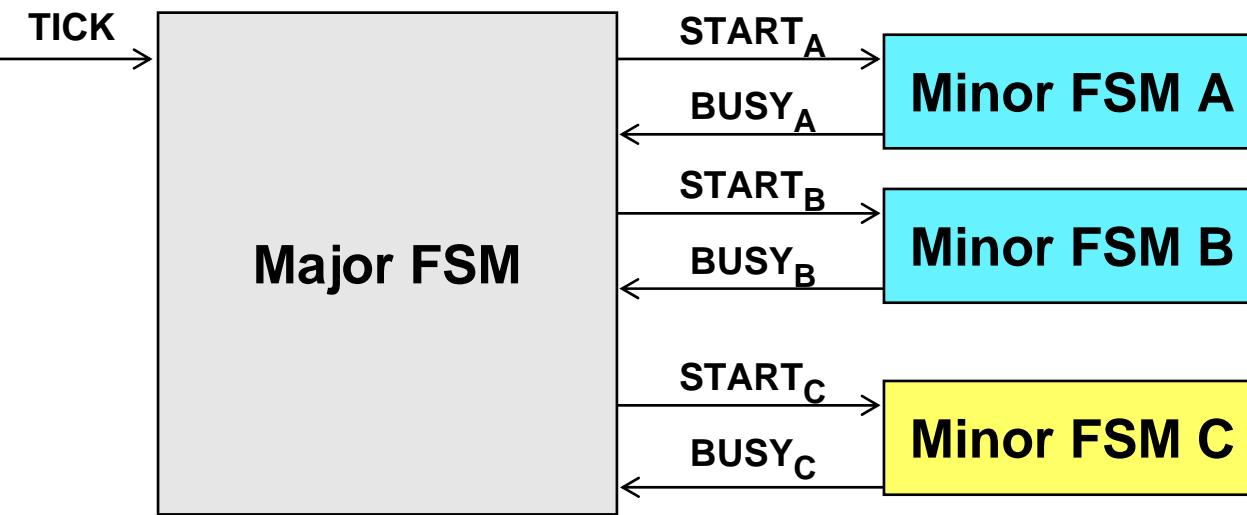 TICK
START_A
Minor FSM A
BUSY_A
START_B
Major FSM
Minor FSM B
BUSY_B
START_C
Minor FSM C
BUSY_C